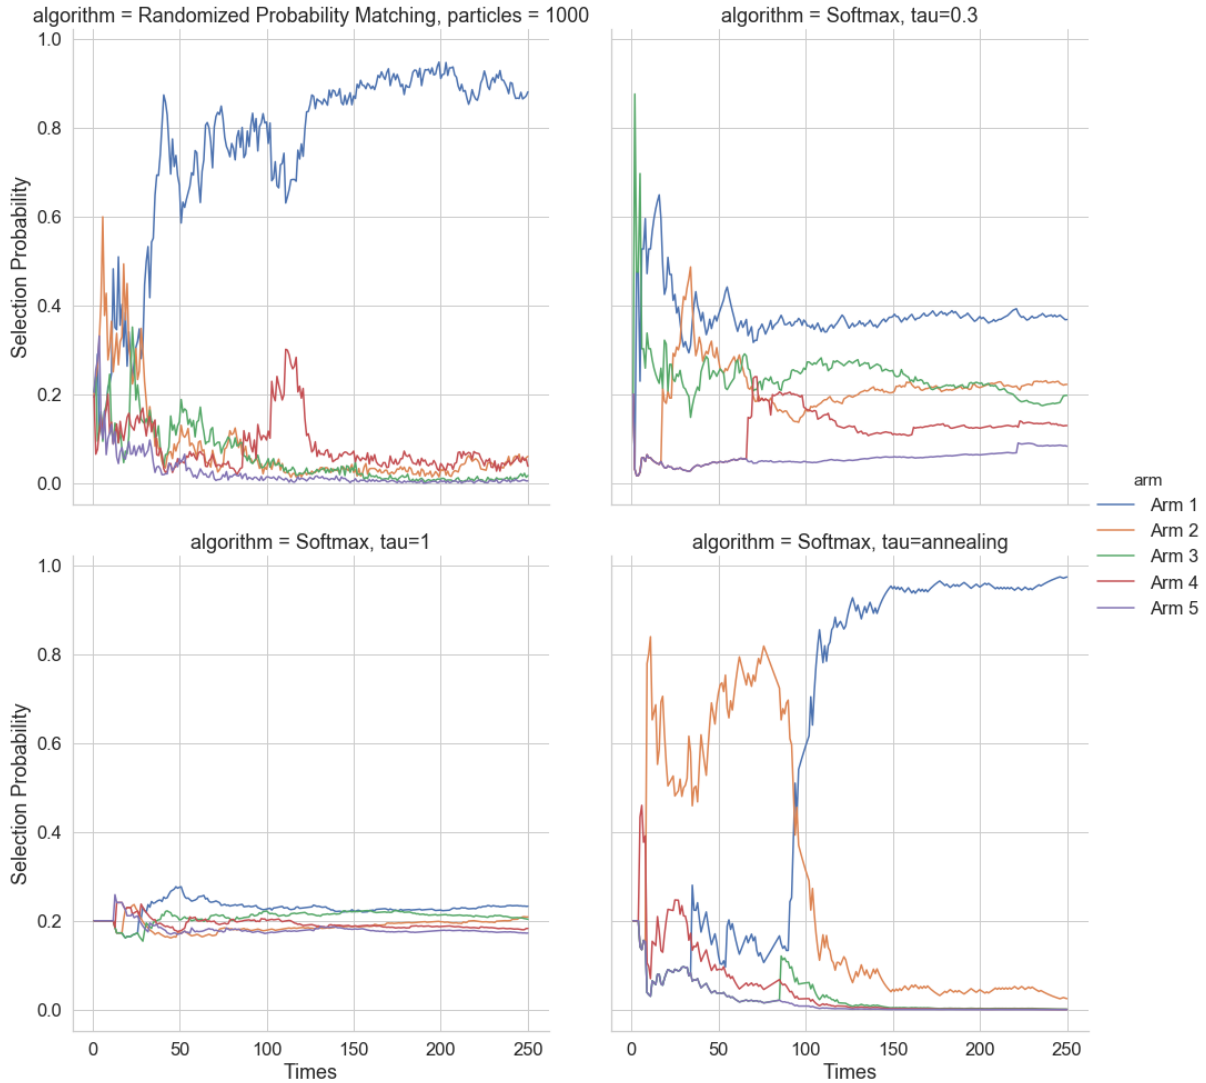 algorithm = Randomized Probability Matching, particles = 1000
algorithm = Softmax, tau=0.3
1.0
0.8
0.6
0.4
0.2
0.0
Selection Probability
arm
Arm 1
Arm 2
Arm 3
Arm 4
Arm 5
algorithm = Softmax, tau=1
algorithm = Softmax, tau=annealing
1.0
0.8
0.6
0.4
0.2
0.0
Selection Probability
0 50 100 150 200 250
Times
0 50 100 150 200 250
Times